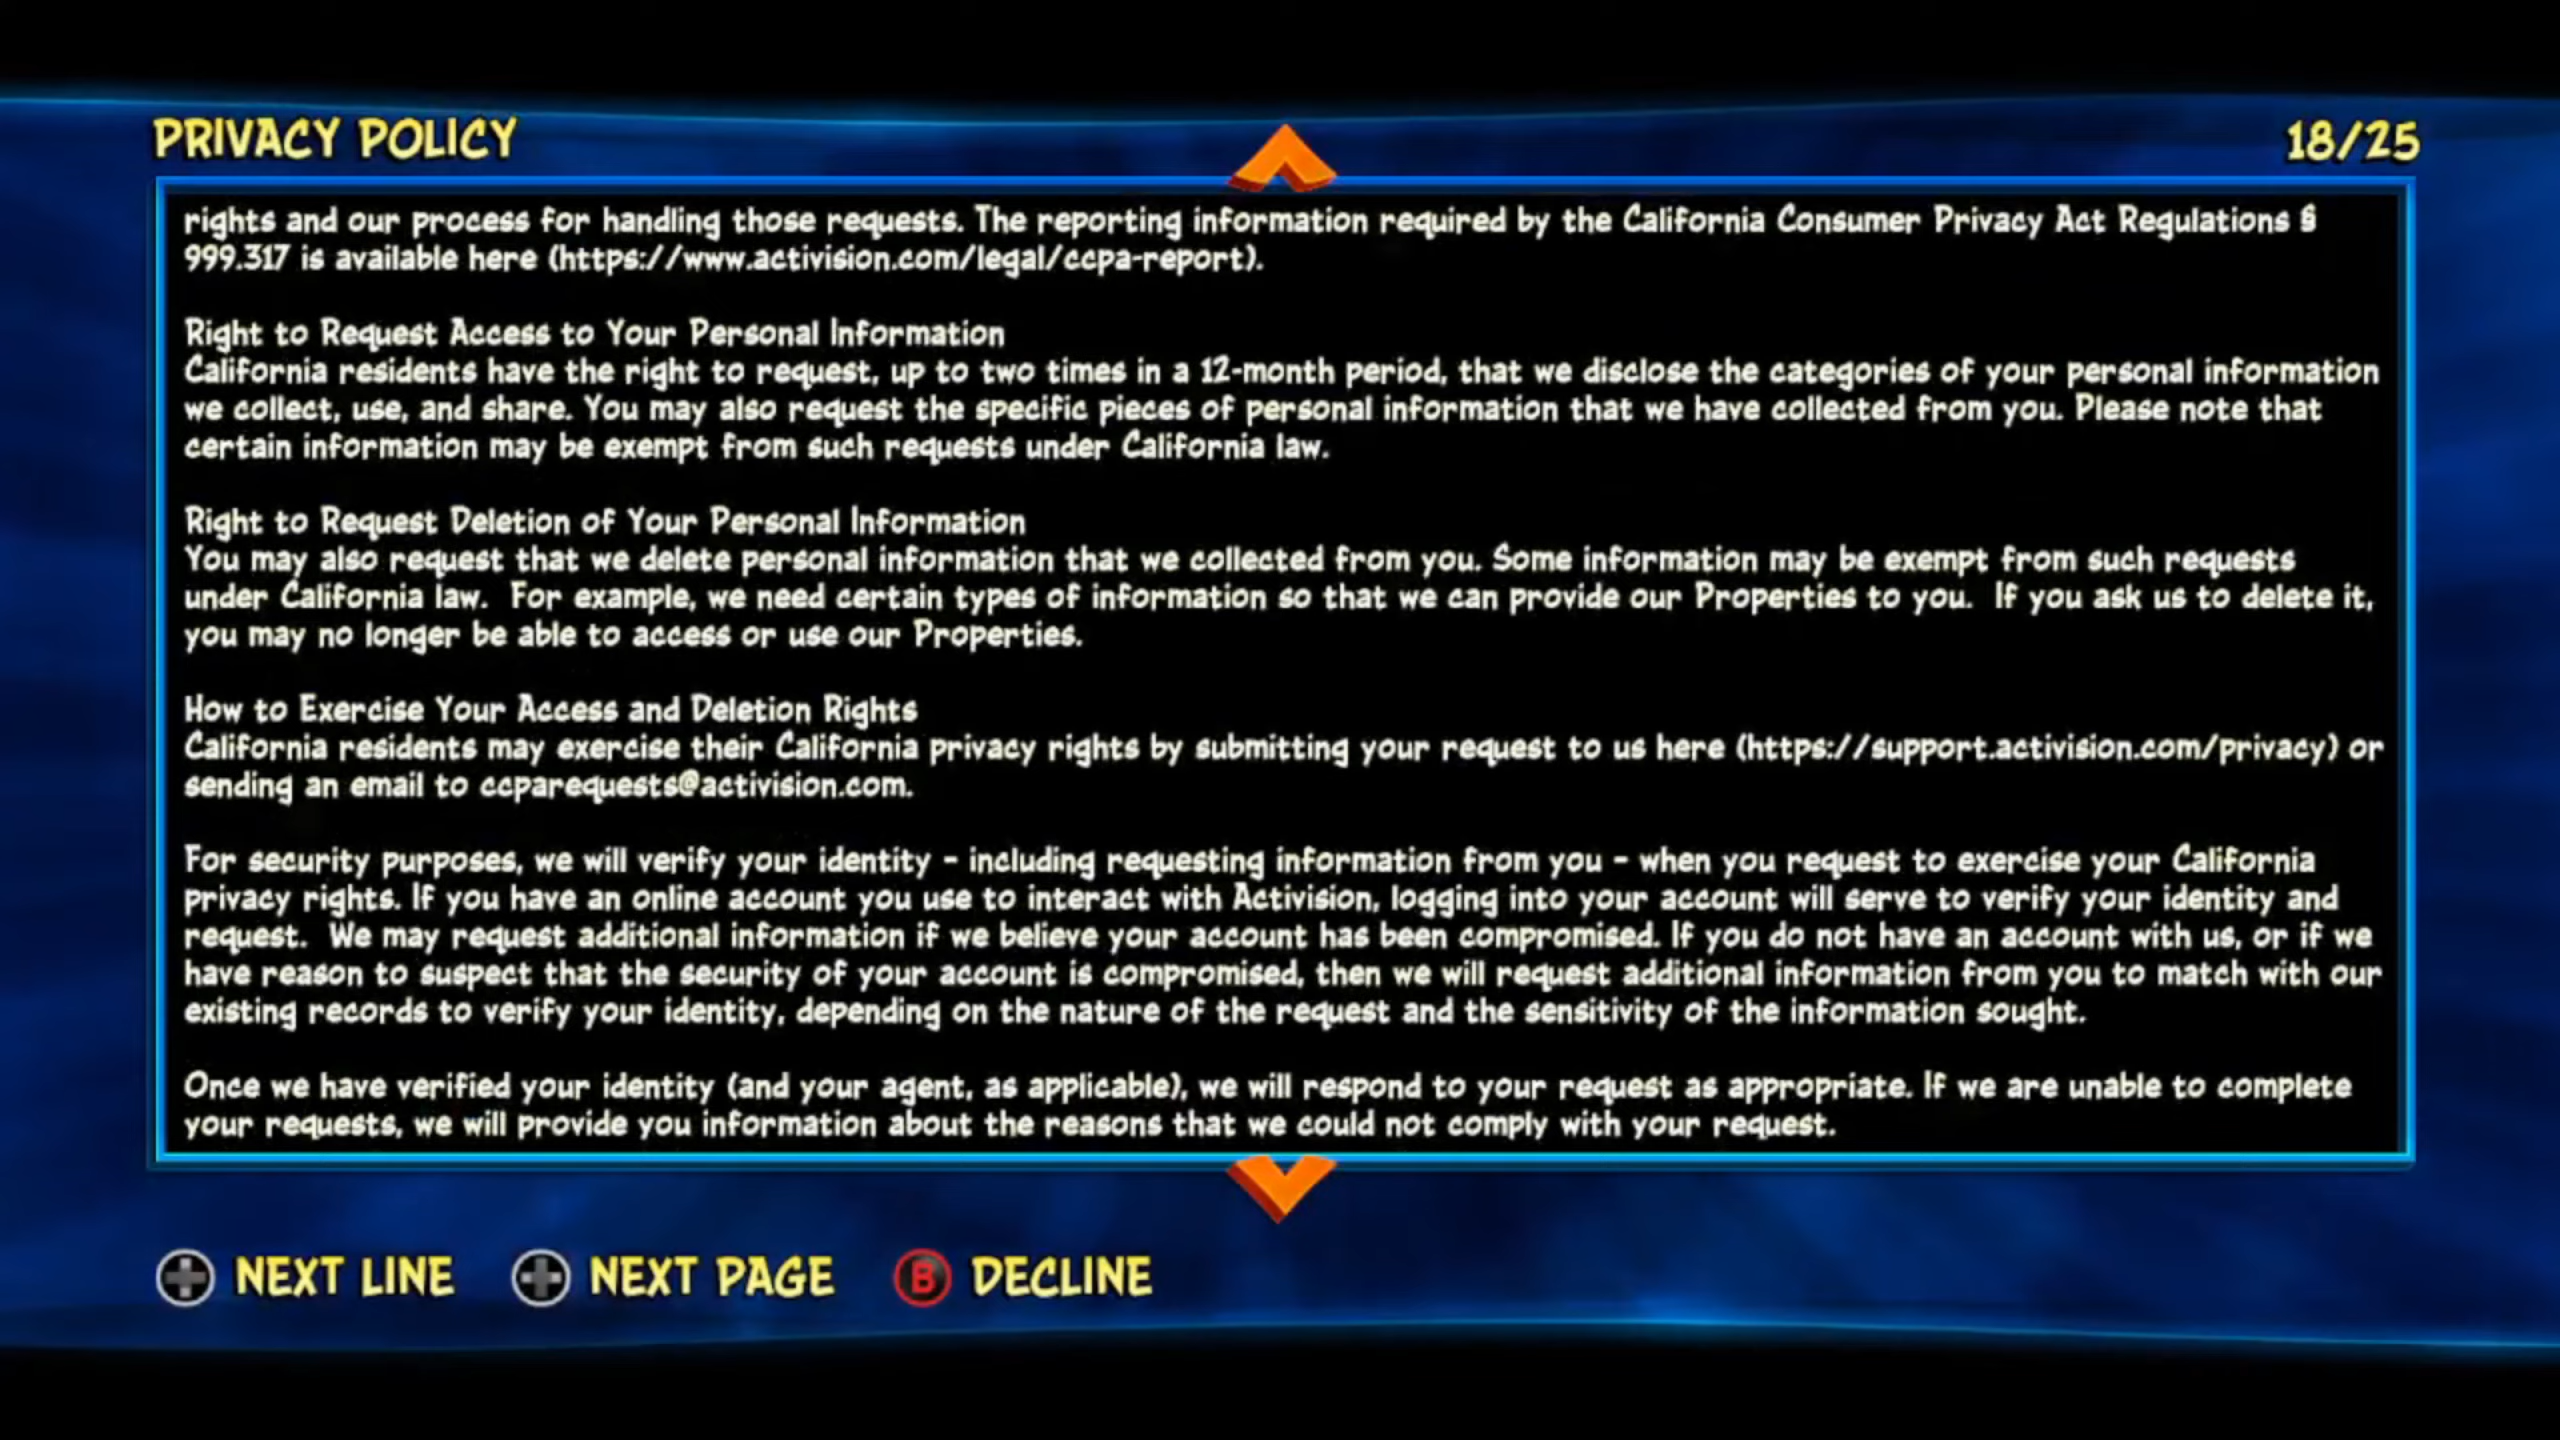 PRIVACY POLICY
18/25
rights and our process for handling those requests. The reporting information required by the California Consumer Privacy Act Regulations §
999.317 is available here (https://www.activision.com/legal/ccpa-report).
Right to Request Access to Your Personal Information
California residents have the right to request, up to two times in a 12-month period, that we disclose the categories of your personal information
we collect, use, and share. You may also request the specific pieces of personal information that we have collected from you. Please note that
certain information may be exempt from such requests under California law.
Right to Request Deletion of Your Personal Information
You may also request that we delete personal information that we collected from you. Some information may be exempt from such requests
under California law.  For example, we need certain types of information so that we can provide our Properties to you.  If you ask us to delete it,
you may no longer be able to access or use our Properties.
How to Exercise Your Access and Deletion Rights
California residents may exercise their California privacy rights by submitting your request to us here (https://support.activision.com/privacy) or
sending an email to ccparequests@activision.com.
For security purposes, we will verify your identity - including requesting information from you - when you request to exercise your California
privacy rights. If you have an online account you use to interact with Activision, logging into your account will serve to verify your identity and
request.  We may request additional information if we believe your account has been compromised. If you do not have an account with us, or if we
have reason to suspect that the security of your account is compromised, then we will request additional information from you to match with our
existing records to verify your identity, depending on the nature of the request and the sensitivity of the information sought.
Once we have verified your identity (and your agent, as applicable), we will respond to your request as appropriate. If we are unable to complete
your requests, we will provide you information about the reasons that we could not comply with your request.
NEXT LINE
NEXT PAGE
B DECLINE